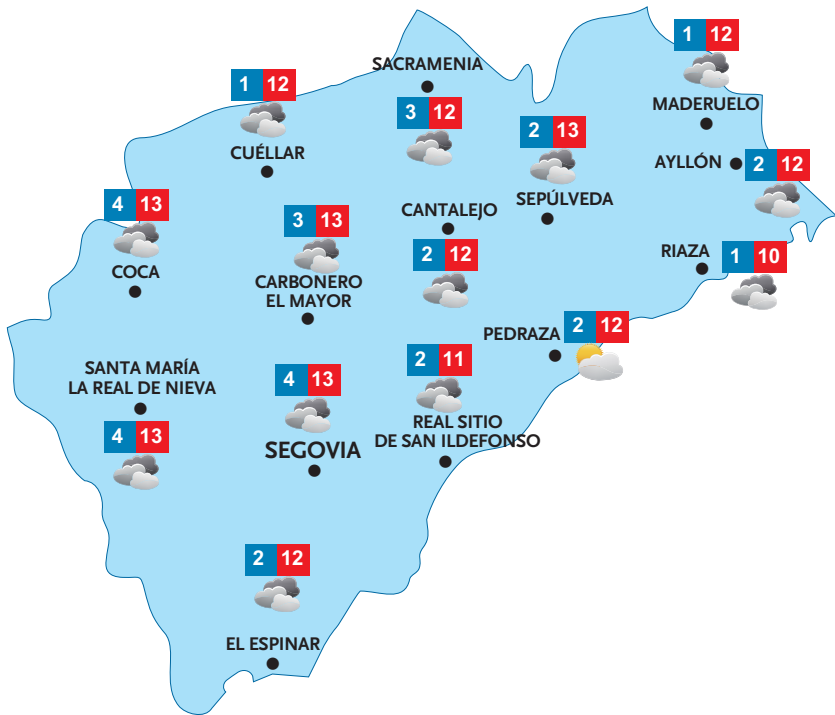 1 12
MADERUELO
SACRAMENIA
3 12
1 12
CUÉLLAR
2 13
SEPÚLVEDA
AYLLÓN
2 12
4 13
COCA
3 13
CARBONERO
EL MAYOR
CANTALEJO
2 12
RIAZA
1 10
PEDRAZA
2 12
SANTA MARÍA
LA REAL DE NIEVA
4 13
4 13
SEGOVIA
2 11
REAL SITIO
DE SAN ILDEFONSO
2 12
EL ESPINAR